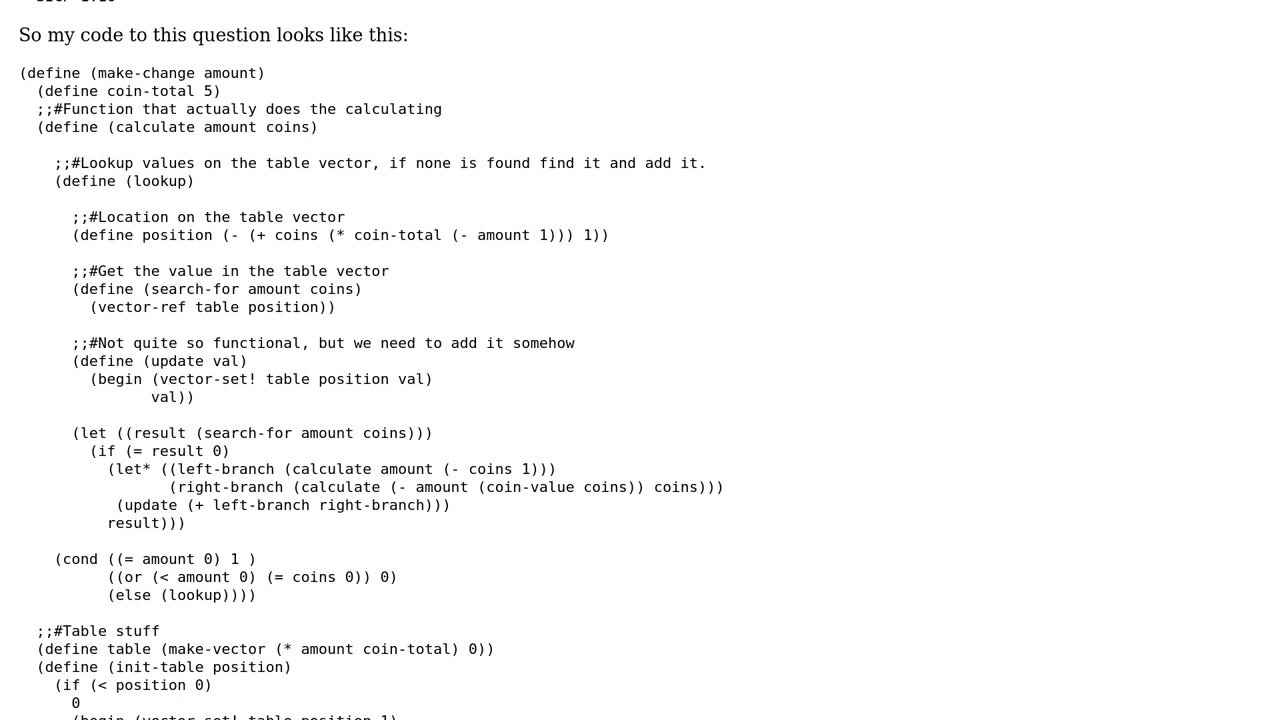 So my code to this question looks like this:
(define (make-change amount)
  (define coin-total 5)
  ;;#Function that actually does the calculating
  (define (calculate amount coins)
    ;;#Lookup values on the table vector, if none is found find it and add it.
    (define (lookup)
      ;;#Location on the table vector
      (define position (- (+ coins (* coin-total (- amount 1))) 1))
      ;;#Get the value in the table vector
      (define (search-for amount coins)
        (vector-ref table position))
      ;;#Not quite so functional, but we need to add it somehow
      (define (update val)
        (begin (vector-set! table position val)
               val))
      (let ((result (search-for amount coins)))
        (if (= result 0)
          (let* ((left-branch (calculate amount (- coins 1)))
                 (right-branch (calculate (- amount (coin-value coins)) coins)))
           (update (+ left-branch right-branch)))
          result)))
    (cond ((= amount 0) 1 )
          ((or (< amount 0) (= coins 0)) 0)
          (else (lookup))))
  ;;#Table stuff
  (define table (make-vector (* amount coin-total) 0))
  (define (init-table position)
    (if (< position 0)
      0
      (begin (vector-set! table position 1)